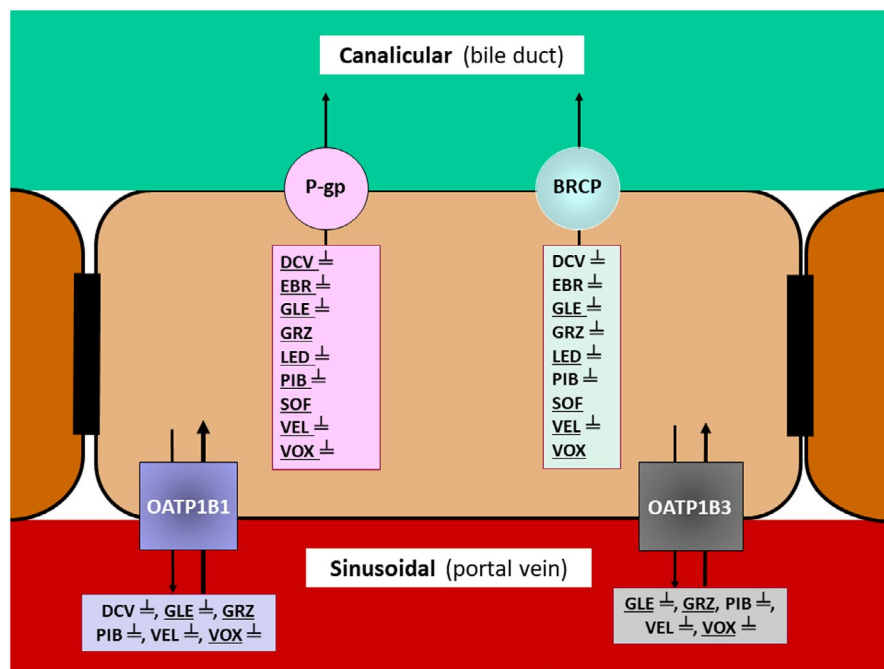 Canalicular (bile duct)
P-gp
BRCP
DCV ╧
EBR ╧
GLE ╧
GRZ
LED ╧
PIB ╧
SOF
VEL ╧
VOX ╧
DCV ╧
EBR ╧
GLE ╧
GRZ ╧
LED ╧
PIB ╧
SOF
VEL ╧
VOX
OATP1B1
OATP1B3
Sinusoidal (portal vein)
DCV ╧, GLE ╧, GRZ
PIB ╧, VEL ╧, VOX ╧
GLE ╧, GRZ, PIB ╧,
VEL ╧, VOX ╧